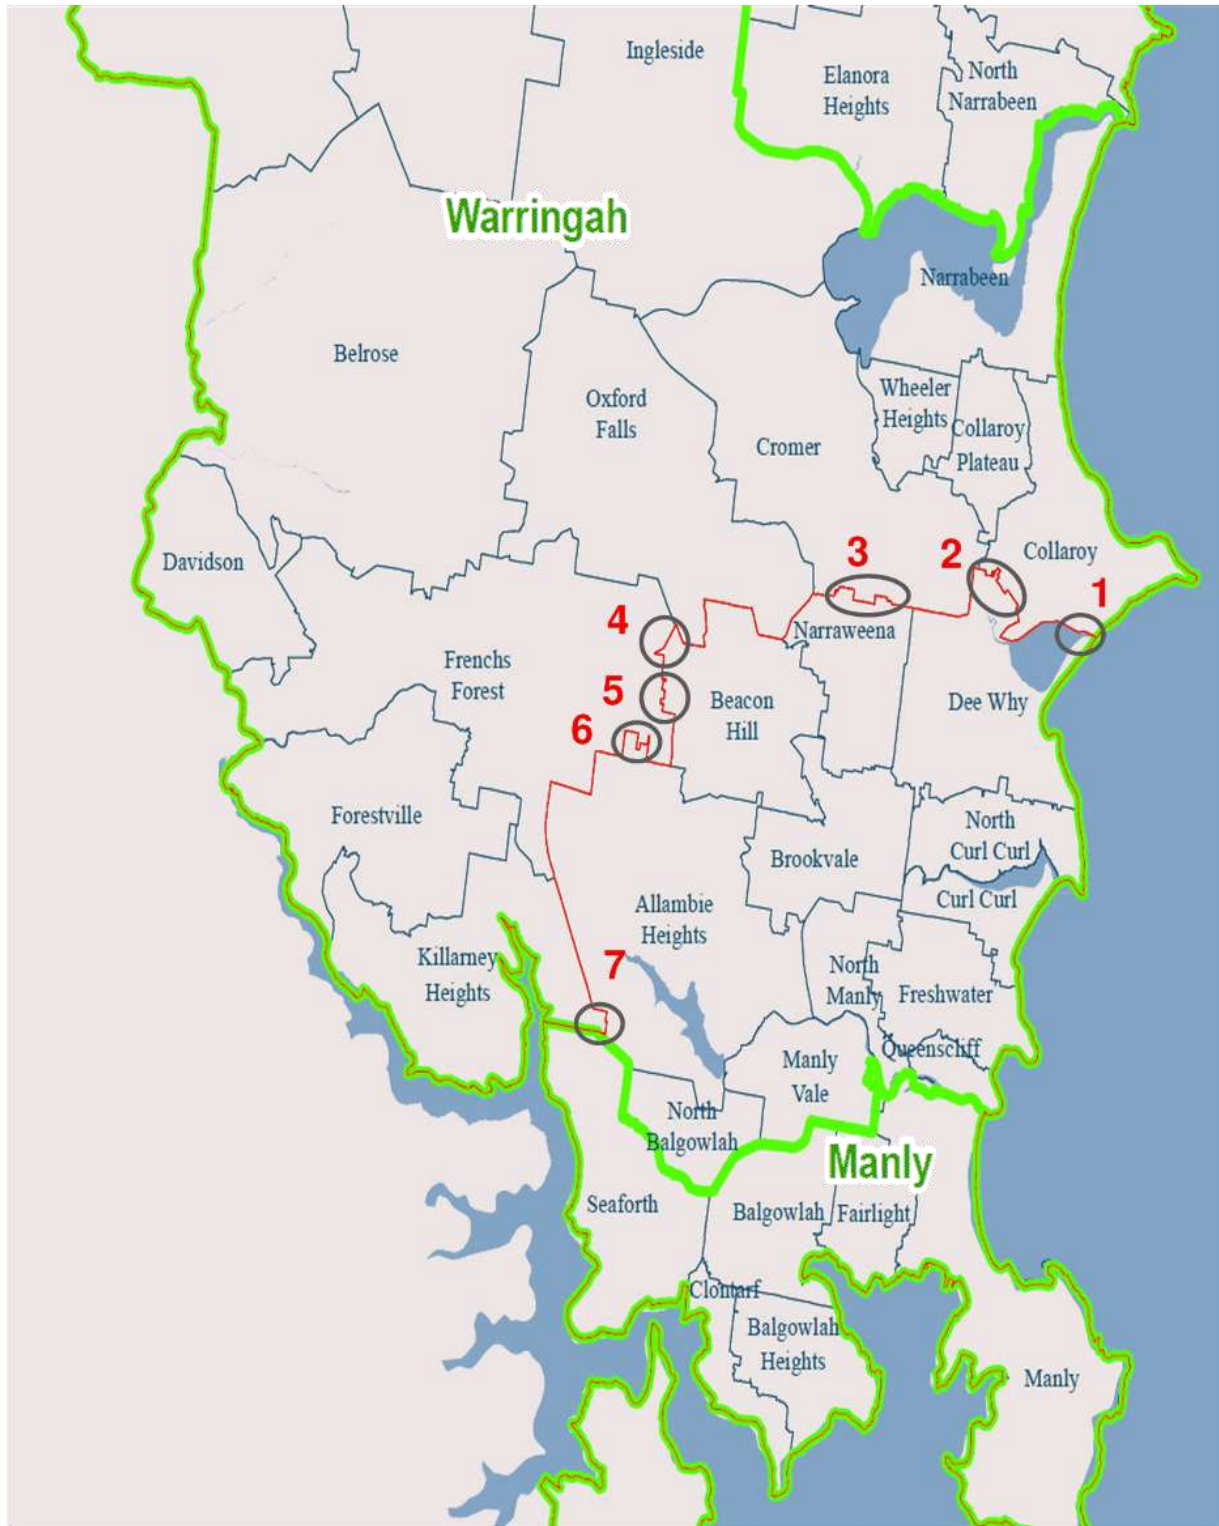 Ingleside
Elanora
Heights
North
Narrabeen
Warringah
Narrabeen
Belrose
Oxford
Falls
Wheeler
Heights
Collaroy
Plateau
Cromer
Davidson
3
2
Collaroy
1
4
Narraweena
Frenchs
Forest
5
Beacon
Hill
Dee Why
6
Forestville
North
Curl Curl
Brookvale
Curl Curl
Allambie
Heights
Killarney
Heights
7
North
Manly
Freshwater
Queenscliff
Manly
Vale
North
Balgowlah
Manly
Seaforth
Balgowlah
Fairlight
Clontarf
Balgowlah
Heights
Manly